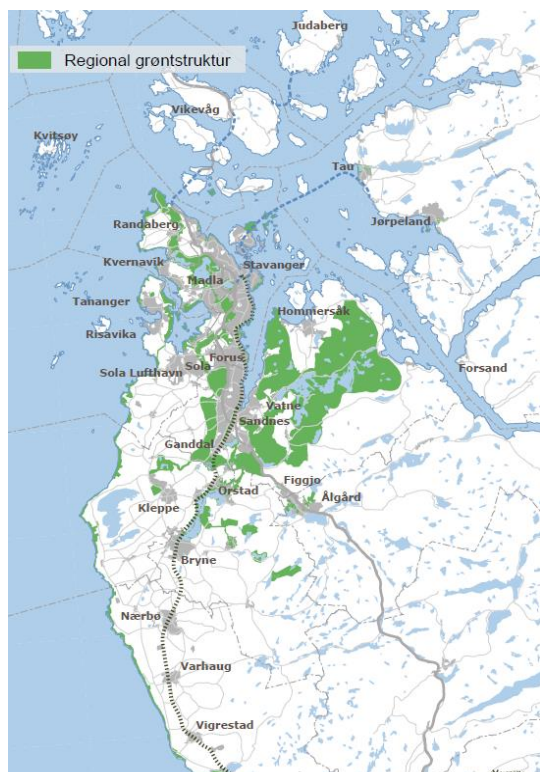 Judaberg
Regional grøntstruktur
Vikevåg
Kvitsøy
Tau
Randaberg
Jørpeland
Kvernavik
Stavanger
Madla
Tananger
Hommersåk
Risavika
Forus
Sola
Sola Lufthavn
Forsand
Vatne
Sandnes
Ganddal
Figgjo
Orstad
Ålgård
Kleppe
Bryne
Nærbø
Varhaug
Vigrestad